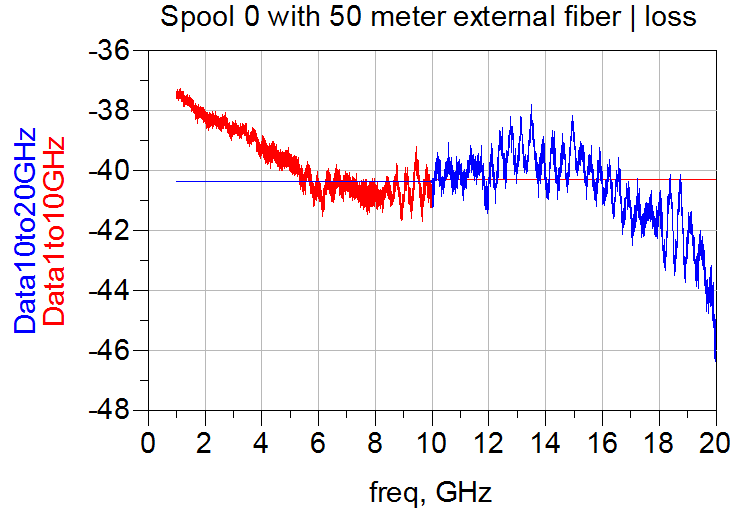 Spool 0 with 50 meter external fiber | loss
Data10to20GHz
Data1to10GHz
-36
-38
-40
-42
-44
-46
-48
0 2 4 6 8 10 12 14 16 18 20
freq, GHz